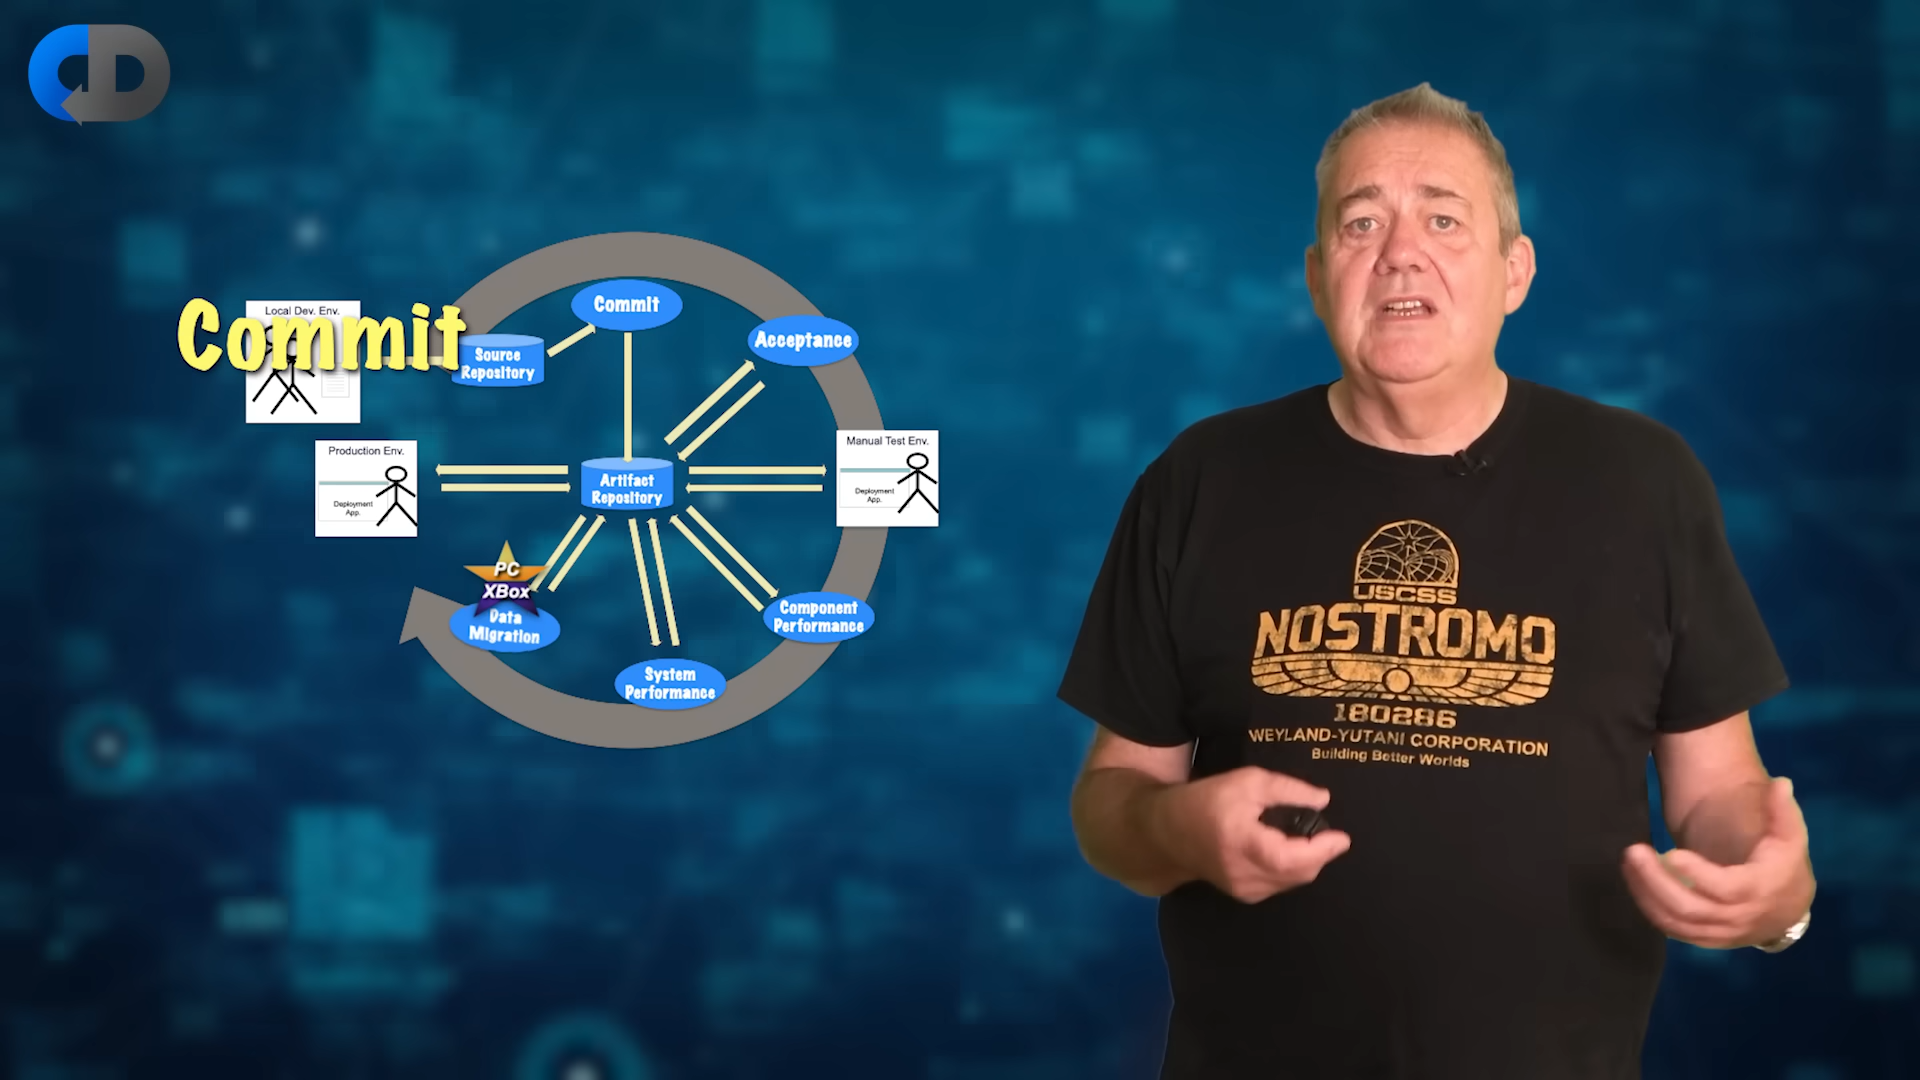 CD
Commit
Local Dev. Env.
Source
Repository
Commit
Acceptance
Production Env.
Deployment
App.
Artifact
Repository
Manual Test Env.
Deployment
App.
PC
XBox
Data
Migration
Component
Performance
System
Performance
USCSS
NOSTROMO
180286
WEYLAND-YUTANI CORPORATION
Building Better Worlds